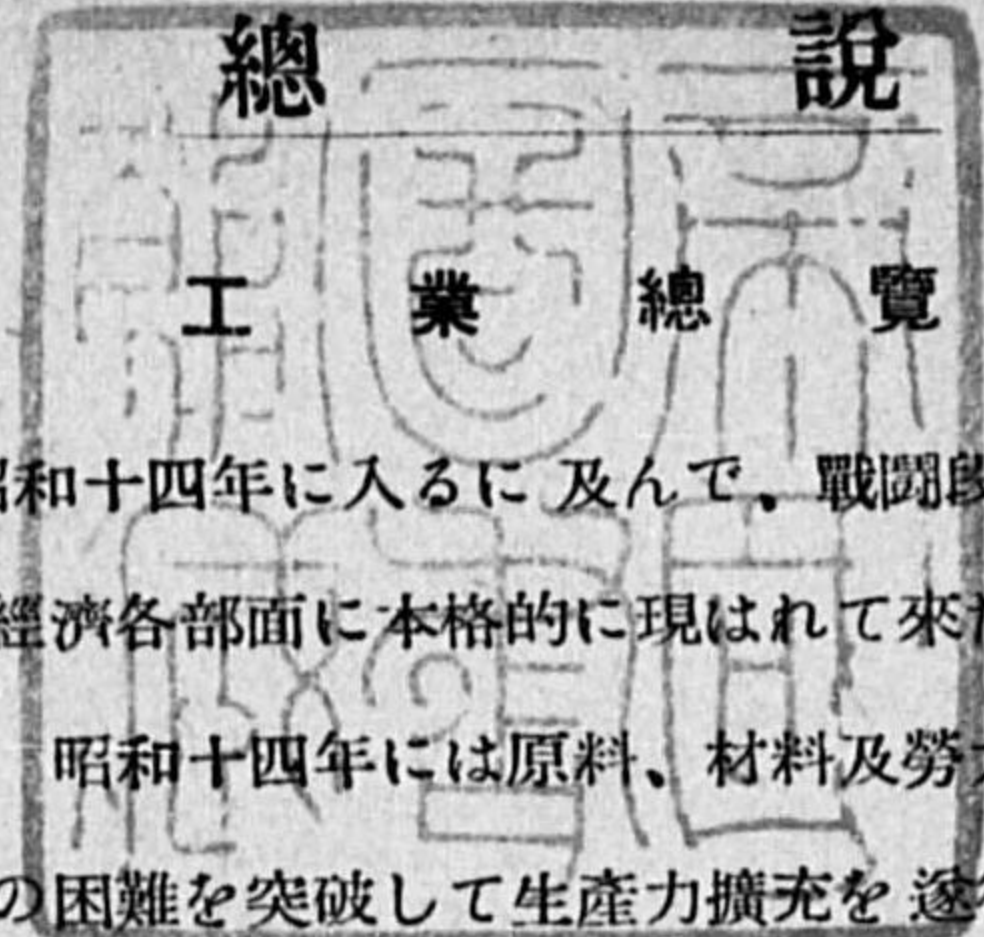 總說
工業總覽
和十四年に入るに及んで、戰鬪段
經濟各部面に本格的に現はれて來
昭和十四年には原料、材料及勞
の困難を突破して生産力擴充を遂